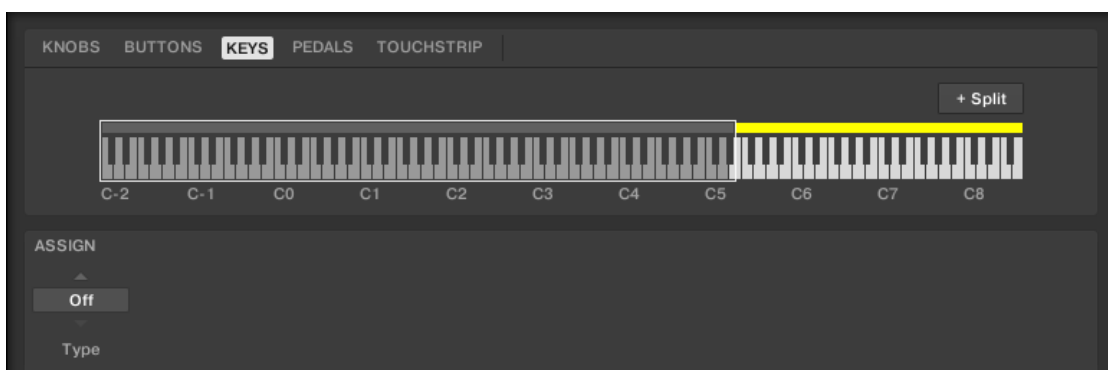 KNOBS BUTTONS KEYS PEDALS TOUCHSTRIP
+ Split
C-2 C-1 C0 C1 C2 C3 C4 C5 C6 C7 C8
ASSIGN
Off
Type